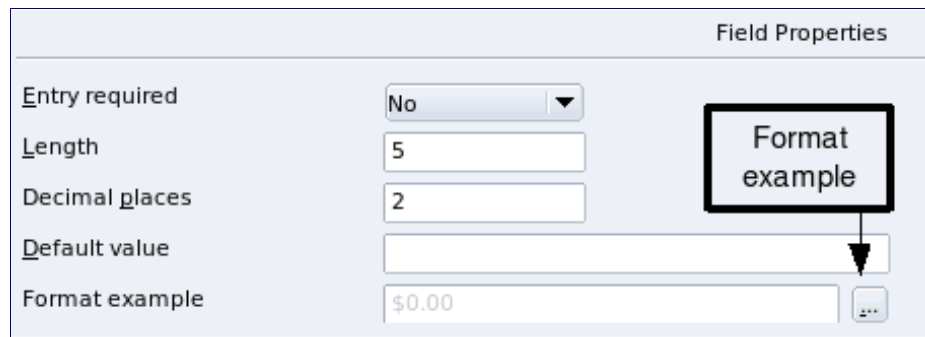 Field Properties
Entry required
No
Length
5
Format
example
Decimal places
2
Default value
Format example
$0.00
...